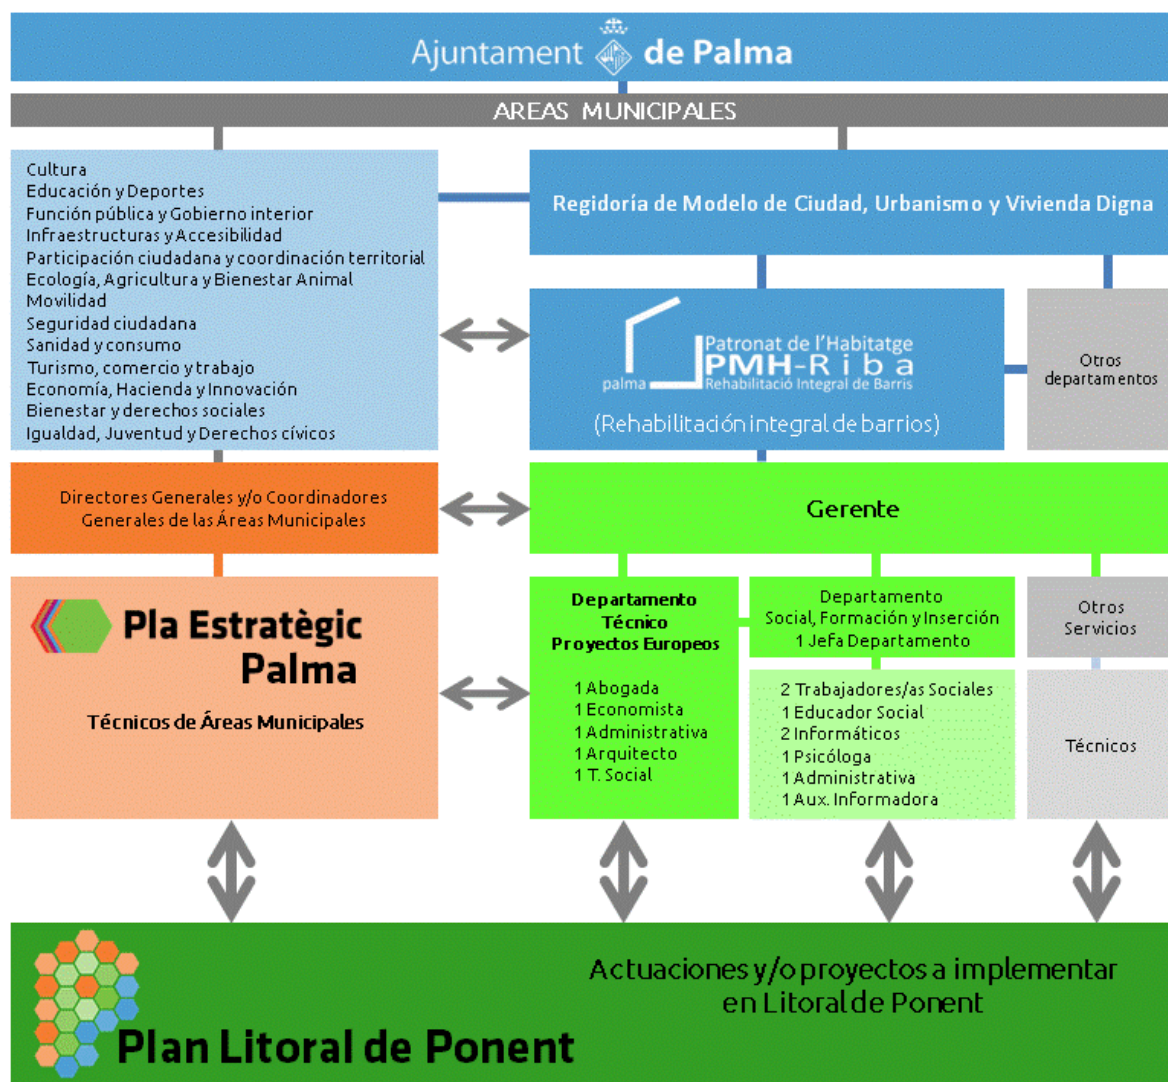 Ajuntament de Palma
AREAS MUNICIPALES
Cultura
Educación y Deportes
Función pública y Gobierno interior
Infraestructuras y Accesibilidad
Participación ciudadana y coordinación territorial
Ecología, Agricultura y Bienestar Animal
Movilidad
Seguridad ciudadana
Sanidad y consumo
Turismo, comercio y trabajo
Economía, Hacienda y Innovación
Bienestar y derechos sociales
Igualdad, Juventud y Derechos cívicos
Regidoría de Modelo de Ciudad, Urbanismo y Vivienda Digna
palma
Patronat de l'Habitatge
PMH-Riba
Rehabilitació Integral de Barris
(Rehabilitación integral de barrios)
Otros
departamentos
Directores Generales y/o Coordinadores
Generales de las Áreas Municipales
Gerente
Pla Estratègic
Palma
Técnicos de Áreas Municipales
Departamento
Técnico
Proyectos Europeos
1 Abogada
1 Economista
1 Administrativa
1 Arquitecto
1 T. Social
Departamento
Social, Formación y Inserción
1 Jefa Departamento
2 Trabajadores/as Sociales
1 Educador Social
2 Informáticos
1 Psicóloga
1 Administrativa
1 Aux. Informadora
Otros
Servicios
Técnicos
Plan Litoral de Ponent
Actuaciones y/o proyectos a implementar
en Litoral de Ponent